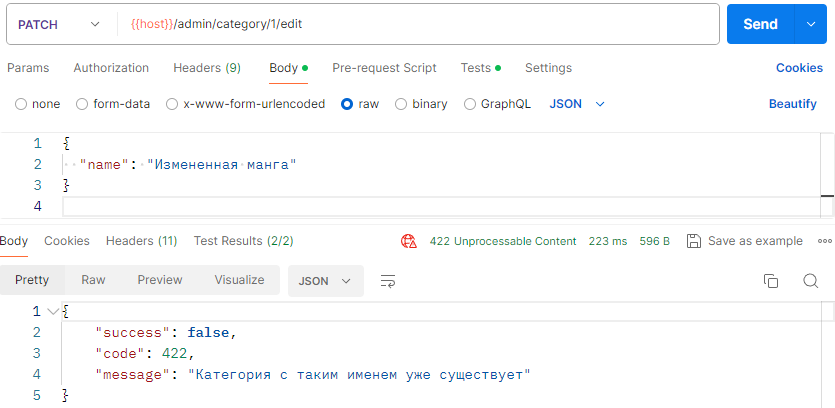 PATCH {{host}}/admin/category/1/edit Send
Params Authorization Headers (9) Body Pre-request Script Tests Settings Cookies
none form-data x-www-form-urlencoded raw binary GraphQL JSON Beautify
1 {
2 "name": "Измененная манга"
3 }
4
Body Cookies Headers (11) Test Results (2/2) 422 Unprocessable Content 223 ms 596 B Save as example
Pretty Raw Preview Visualize JSON
1 {
2 "success": false,
3 "code": 422,
4 "message": "Категория с таким именем уже существует"
5 }